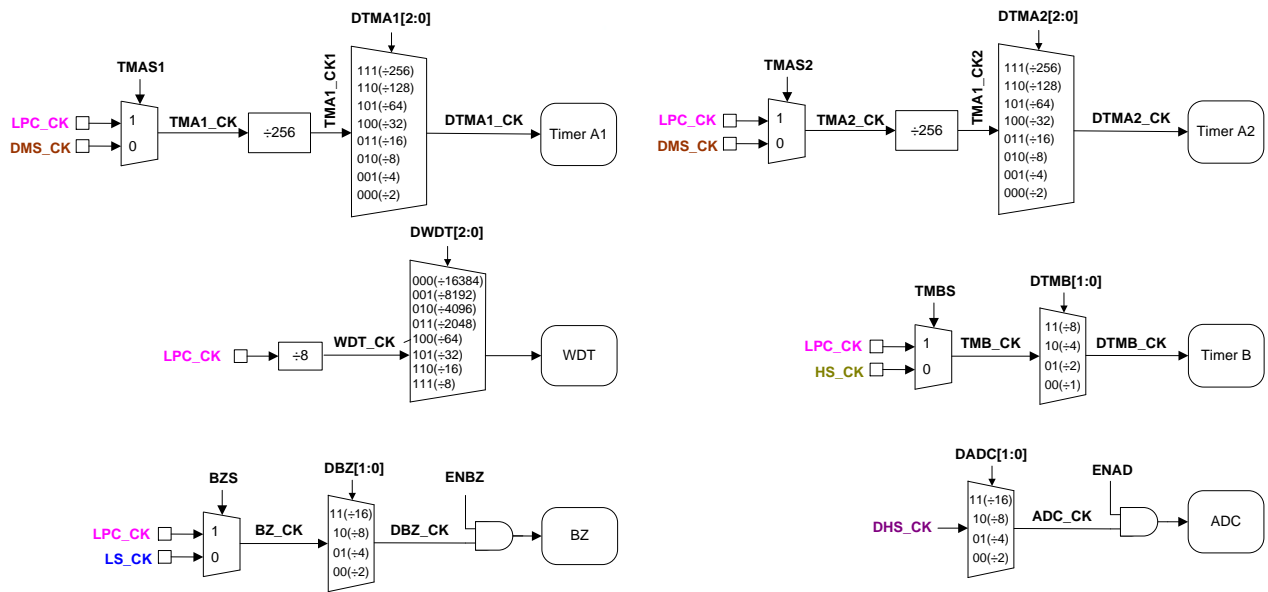 DTMA1[2:0]
TMAS1
LPC_CK
DMS_CK
1
0
TMA1_CK
÷256
TMA1_CK1
111(÷256)
110(÷128)
101(÷64)
100(÷32)
011(÷16)
010(÷8)
001(÷4)
000(÷2)
DTMA1_CK
Timer A1
DTMA2[2:0]
TMAS2
LPC_CK
DMS_CK
1
0
TMA2_CK
÷256
TMA1_CK2
111(÷256)
110(÷128)
101(÷64)
100(÷32)
011(÷16)
010(÷8)
001(÷4)
000(÷2)
DTMA2_CK
Timer A2
DWDT[2:0]
LPC_CK
÷8
WDT_CK
000(÷16384)
001(÷8192)
010(÷4096)
011(÷2048)
100(÷64)
101(÷32)
110(÷16)
111(÷8)
WDT
TMBS
DTMB[1:0]
LPC_CK
HS_CK
1
0
TMB_CK
11(÷8)
10(÷4)
01(÷2)
00(÷1)
DTMB_CK
Timer B
BZS
DBZ[1:0]
ENBZ
LPC_CK
LS_CK
1
0
BZ_CK
11(÷16)
10(÷8)
01(÷4)
00(÷2)
DBZ_CK
BZ
DADC[1:0]
ENAD
DHS_CK
11(÷16)
10(÷8)
01(÷4)
00(÷2)
ADC_CK
ADC